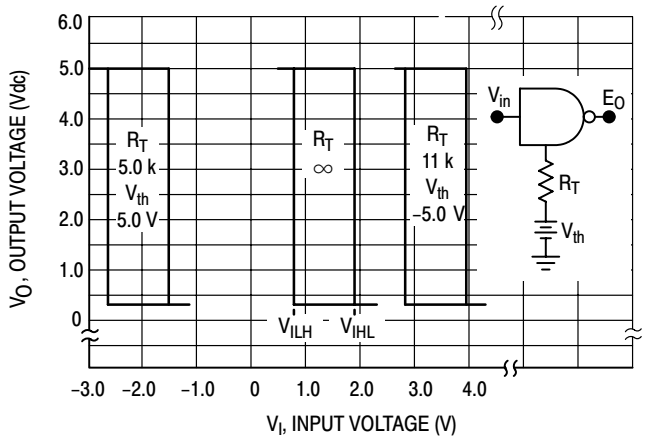 6.0
5.0
4.0
3.0
2.0
1.0
0
VO, OUTPUT VOLTAGE (Vdc)
RT
5.0 k
Vth
5.0 V
RT
∞
RT
11 k
Vth
–5.0 V
Vin
EO
RT
Vth
VILH
VIHL
–3.0 –2.0 –1.0 0 1.0 2.0 3.0 4.0
VI, INPUT VOLTAGE (V)